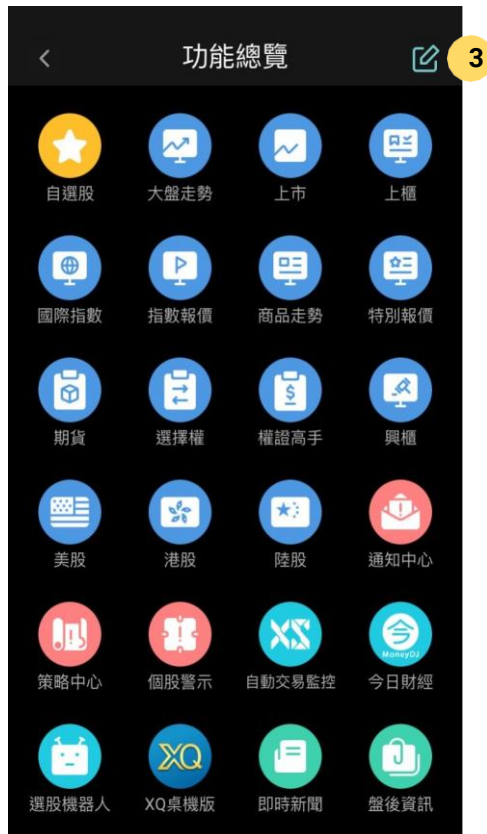 功能總覽
3
自選股 大盤走勢 上市 上櫃
國際指數 指數報價 商品走勢 特別報價
期貨 選擇權 權證高手 興櫃
美股 港股 陸股 通知中心
XS 今
MoneyDJ
策略中心 個股警示 自動交易監控 今日財經
XQ
選股機器人 XQ桌機版 即時新聞 盤後資訊